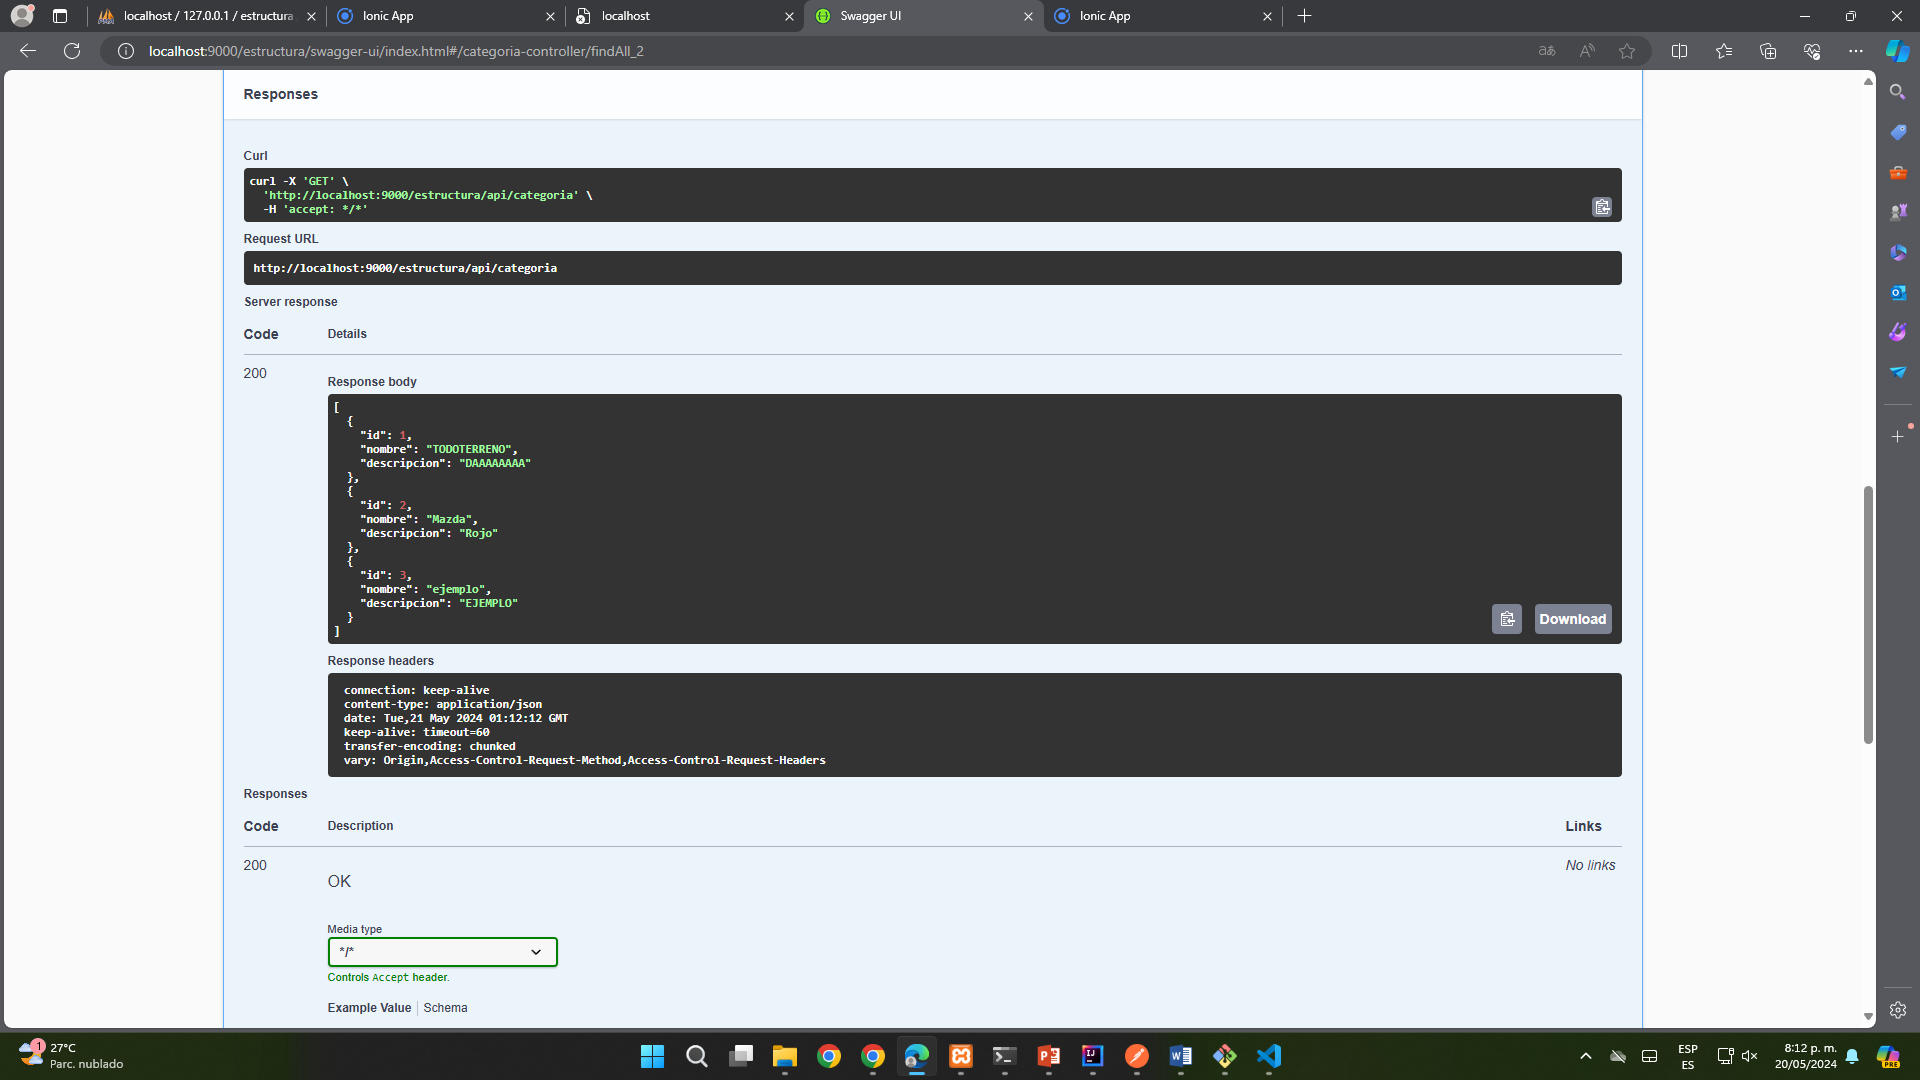 localhost / 127.0.0.1 / estructura
Ionic App
localhost
Swagger UI
Ionic App
localhost:9000/estructura/swagger-ui/index.html#/categoria-controller/findAll_2
Responses
Curl
curl -X 'GET' \
'http://localhost:9000/estructura/api/categoria' \
-H 'accept: */*'
Request URL
http://localhost:9000/estructura/api/categoria
Server response
Code Details
200
Response body
[
{
"id": 1,
"nombre": "TODOTERRENO",
"descripcion": "DAAAAAAAA"
},
{
"id": 2,
"nombre": "Mazda",
"descripcion": "Rojo"
},
{
"id": 3,
"nombre": "ejemplo",
"descripcion": "EJEMPLO"
}
]
Download
Response headers
connection: keep-alive
content-type: application/json
date: Tue,21 May 2024 01:12:12 GMT
keep-alive: timeout=60
transfer-encoding: chunked
vary: Origin,Access-Control-Request-Method,Access-Control-Request-Headers
Responses
Code Description Links
200 No links
OK
Media type
*/*
Controls Accept header.
Example Value Schema
1
27°C
Parc. nublado
ESP
ES
8:12 p. m.
20/05/2024
PRE